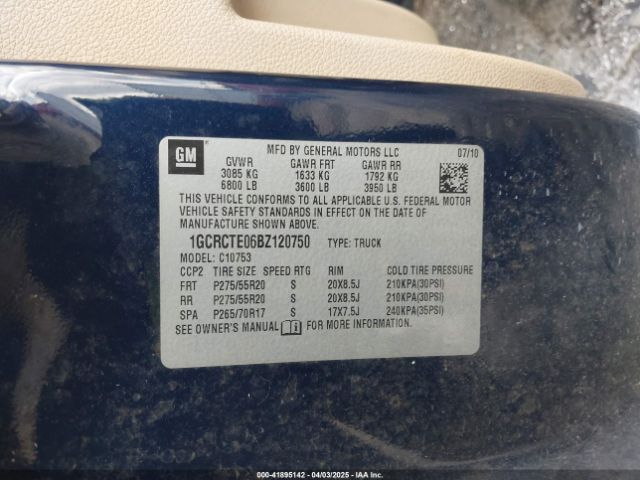 GM
MFD BY GENERAL MOTORS LLC 07/10
GVWR GAWR FRT GAWR RR
3085 KG 1633 KG 1792 KG
6800 LB 3600 LB 3950 LB
THIS VEHICLE CONFORMS TO ALL APPLICABLE U.S. FEDERAL MOTOR
VEHICLE SAFETY STANDARDS IN EFFECT ON THE DATE OF
MANUFACTURE SHOWN ABOVE.
1GCRCTE06BZ120750 TYPE: TRUCK
MODEL: C10753
CCP2 TIRE SIZE SPEED RTG RIM COLD TIRE PRESSURE
FRT P275/55R20 S 20X8.5J 210KPA(30PSI)
RR P275/55R20 S 20X8.5J 210KPA(30PSI)
SPA P265/70R17 S 17X7.5J 240KPA(35PSI)
SEE OWNER'S MANUAL FOR MORE INFORMATION.
000-41895142 - 04/03/2025 - IAA Inc.